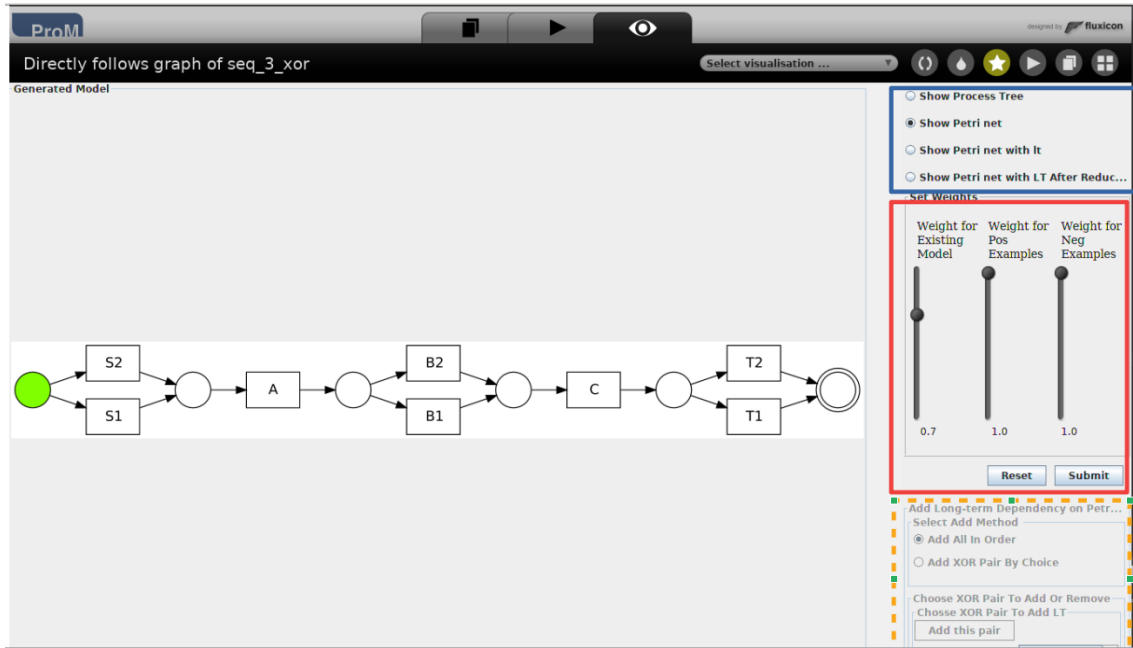 ProM
designed by fluxicon
Directly follows graph of seq_3_xor
Select visualisation ...
Generated Model
S2
S1
A
B2
B1
C
T2
T1
Show Process Tree
Show Petri net
Show Petri net with lt
Show Petri net with LT After Reduc...
Set Weights
Weight for Existing Model
Weight for Pos Examples
Weight for Neg Examples
0.7
1.0
1.0
Reset
Submit
Add Long-term Dependency on Petr...
Select Add Method
Add All In Order
Add XOR Pair By Choice
Choose XOR Pair To Add Or Remove
Chosse XOR Pair To Add LT
Add this pair